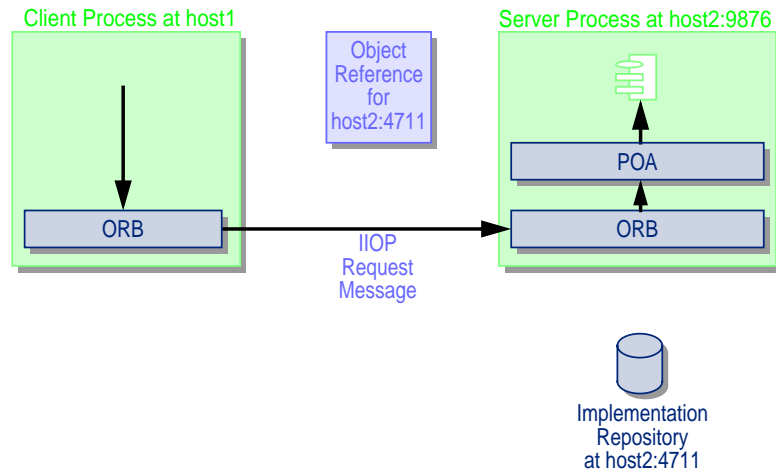 Client Process at host1
Server Process at host2:9876
Object
Reference
for
host2:4711
POA
ORB
ORB
IIOP
Request
Message
Implementation
Repository
at host2:4711